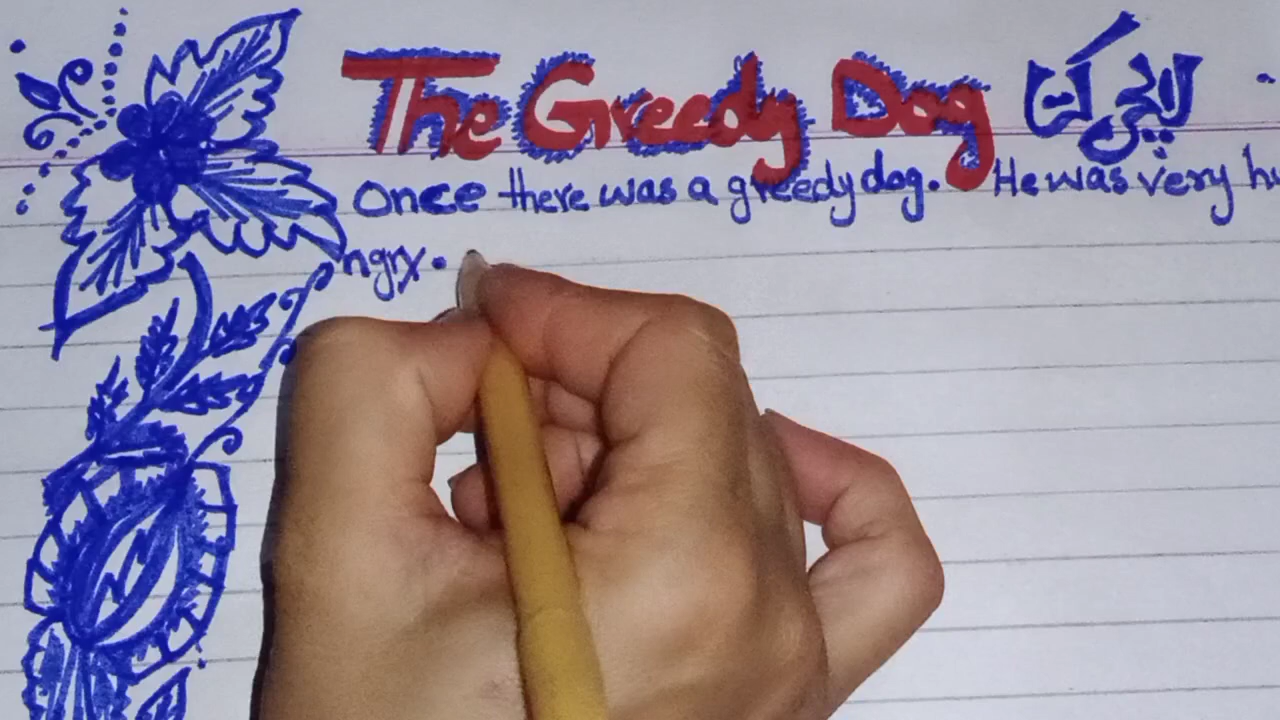 The Greedy Dog لالچی کتا
Once there was a greedy dog. He was very hu
ngry.